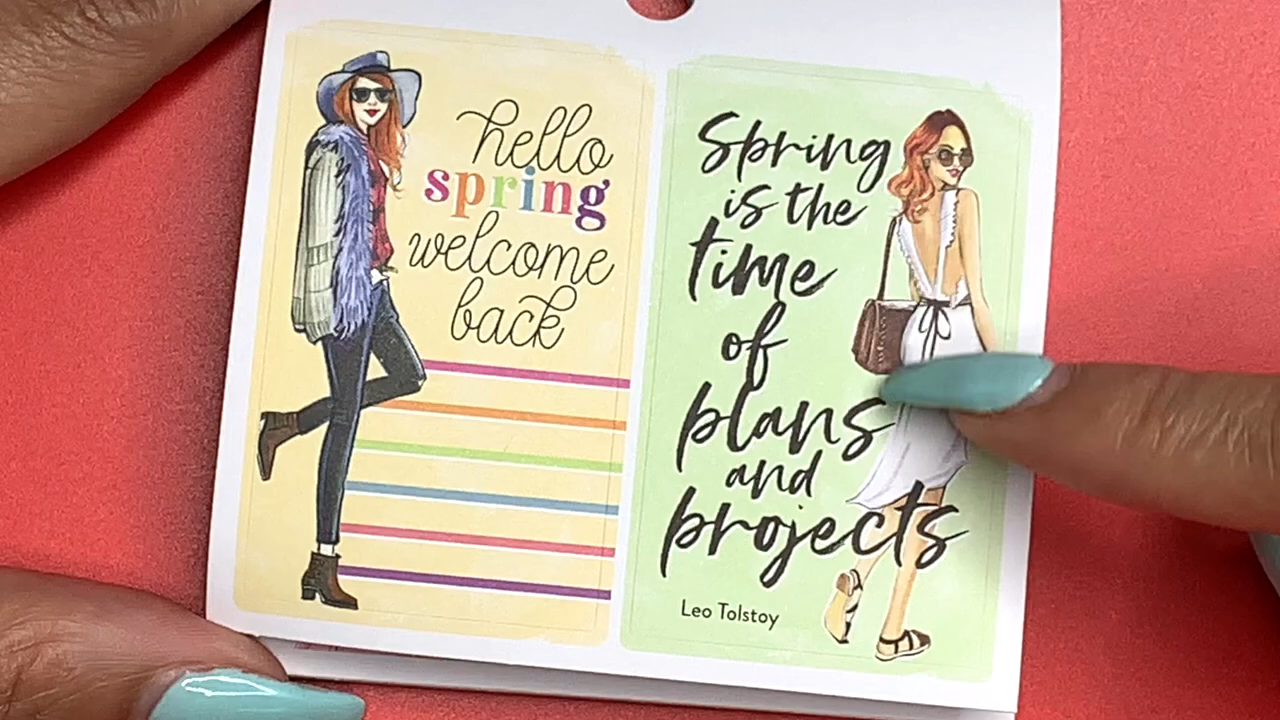 hello
spring
welcome
back
Spring
is the
time
of
plans
and
projects
Leo Tolstoy